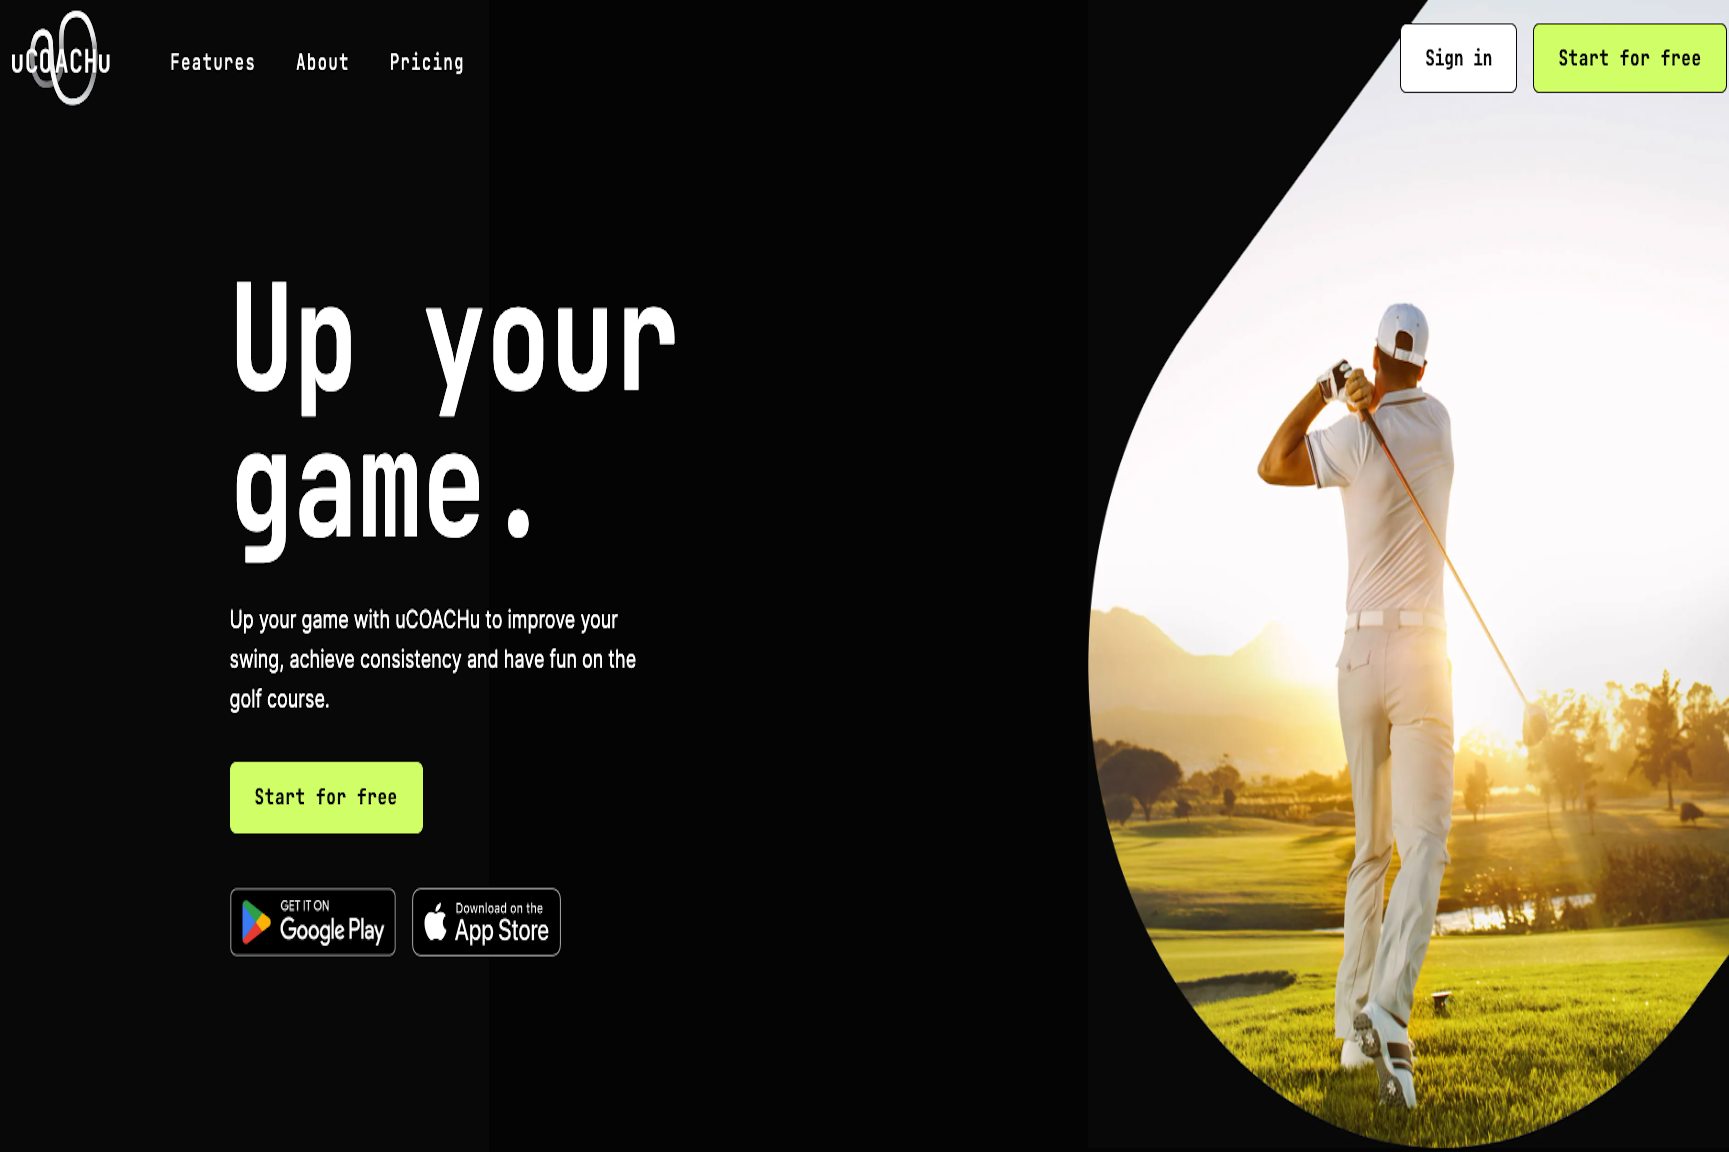 uCOACHu
Features
About
Pricing
Sign in
Start for free
Up your
game.
Up your game with uCOACHu to improve your
swing, achieve consistency and have fun on the
golf course.
Start for free
GET IT ON
Google Play
Download on the
App Store